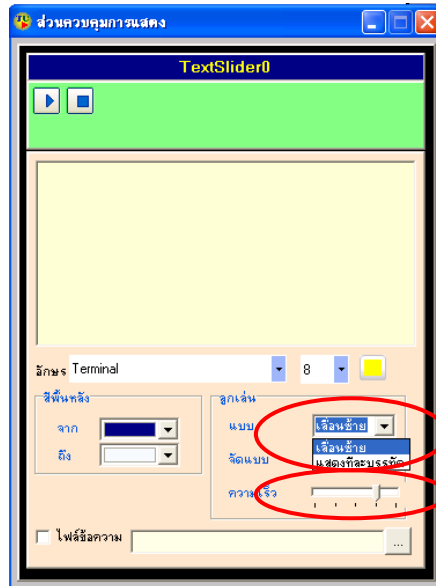 ส่วนควบคุมการแสดง
TextSlider0
อักษร Terminal 8
สีพื้นหลัง
จาก
ถึง
ลูกเล่น
แบบ เลื่อนซ้าย
เลื่อนซ้าย
แสดงทีละบรรทัด
จัดแบบ
ความเร็ว
ไฟล์ข้อความ ...